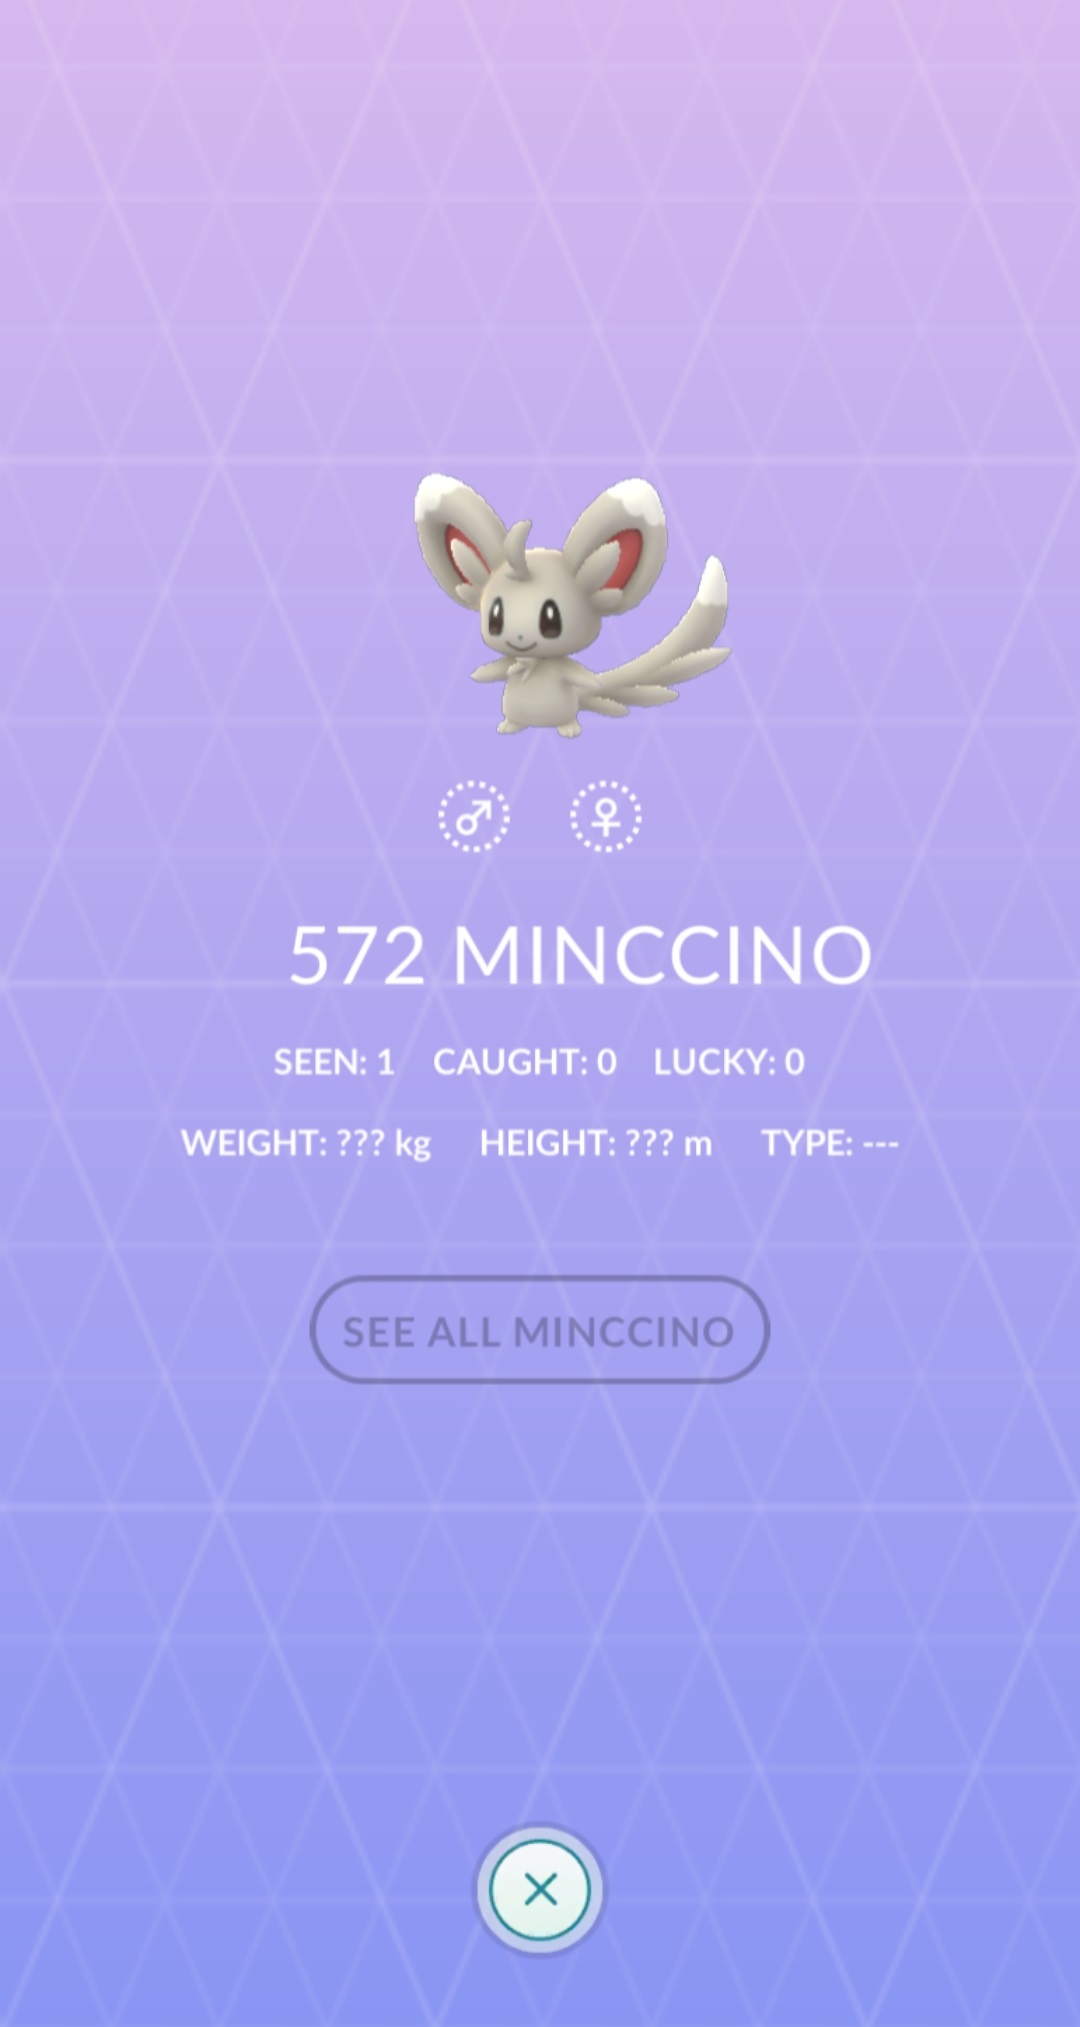 572 MINCCINO
SEEN: 1 CAUGHT: 0 LUCKY: 0
WEIGHT: ??? kg HEIGHT: ??? m TYPE: ---
SEE ALL MINCCINO